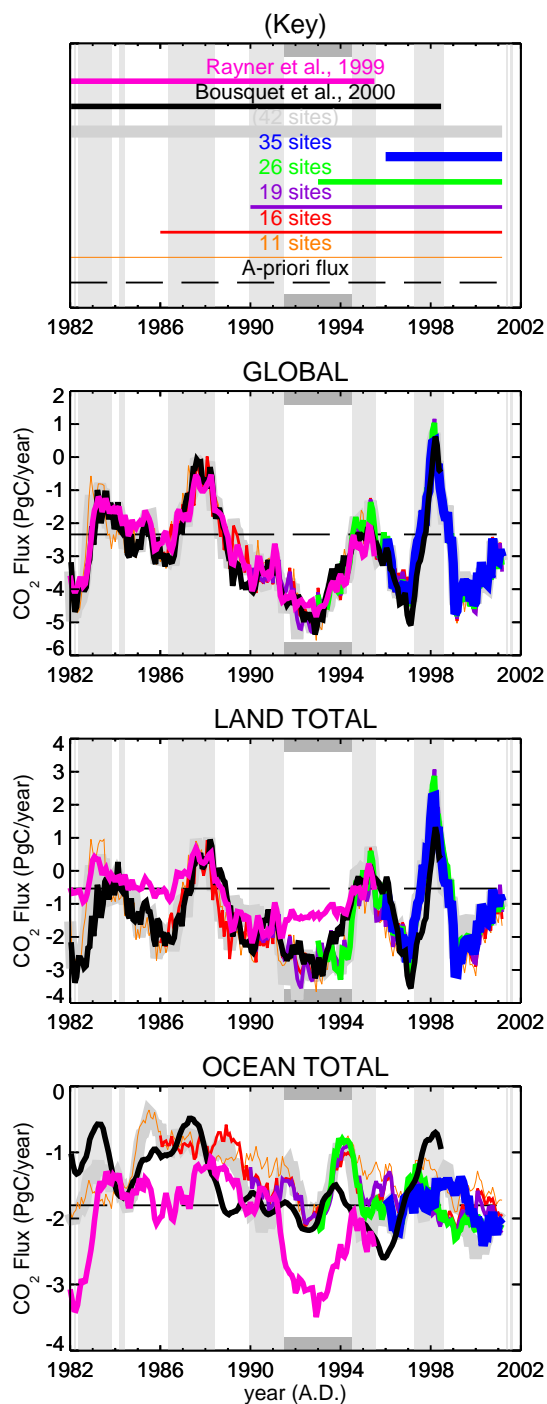 (Key)
Rayner et al., 1999
Bousquet et al., 2000
(42 sites)
35 sites
26 sites
19 sites
16 sites
11 sites
A-priori flux
1982 1986 1990 1994 1998 2002
GLOBAL
CO2 Flux (PgC/year)
2
1
0
-1
-2
-3
-4
-5
-6
1982 1986 1990 1994 1998 2002
LAND TOTAL
CO2 Flux (PgC/year)
4
3
2
1
0
-1
-2
-3
-4
1982 1986 1990 1994 1998 2002
OCEAN TOTAL
CO2 Flux (PgC/year)
0
-1
-2
-3
-4
1982 1986 1990 1994 1998 2002
year (A.D.)